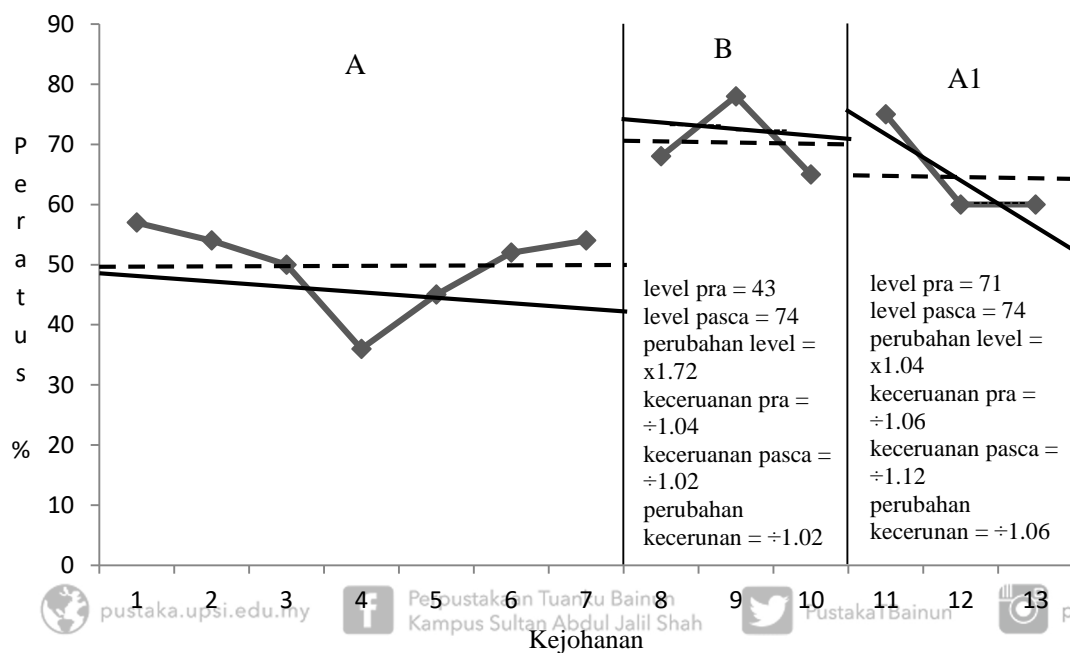 90
80
70
60
50
40
30
20
10
0
Peratus %
A
B
A1
level pra = 43
level pasca = 74
perubahan level =
x1.72
keceruanan pra =
÷1.04
keceruanan pasca =
÷1.02
perubahan
kecerunan = ÷1.02
level pra = 71
level pasca = 74
perubahan level =
x1.04
keceruanan pra =
÷1.06
keceruanan pasca =
÷1.12
perubahan
kecerunan = ÷1.06
1 2 3 4 5 6 7 8 9 10 11 12 13
pustaka.upsi.edu.my
f
Perpustakaan Tuanku Bainun
Kampus Sultan Abdul Jalil Shah
PustakaTBainun
p
Kejohanan